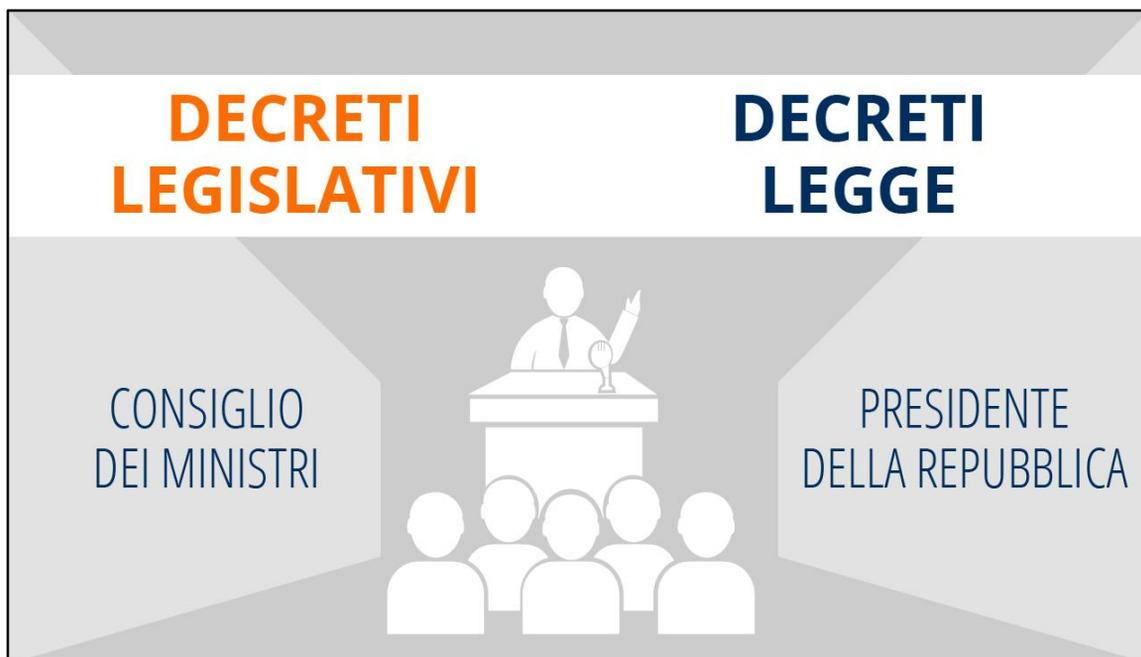 DECRETI
LEGISLATIVI
DECRETI
LEGGE
CONSIGLIO
DEI MINISTRI
PRESIDENTE
DELLA REPUBBLICA